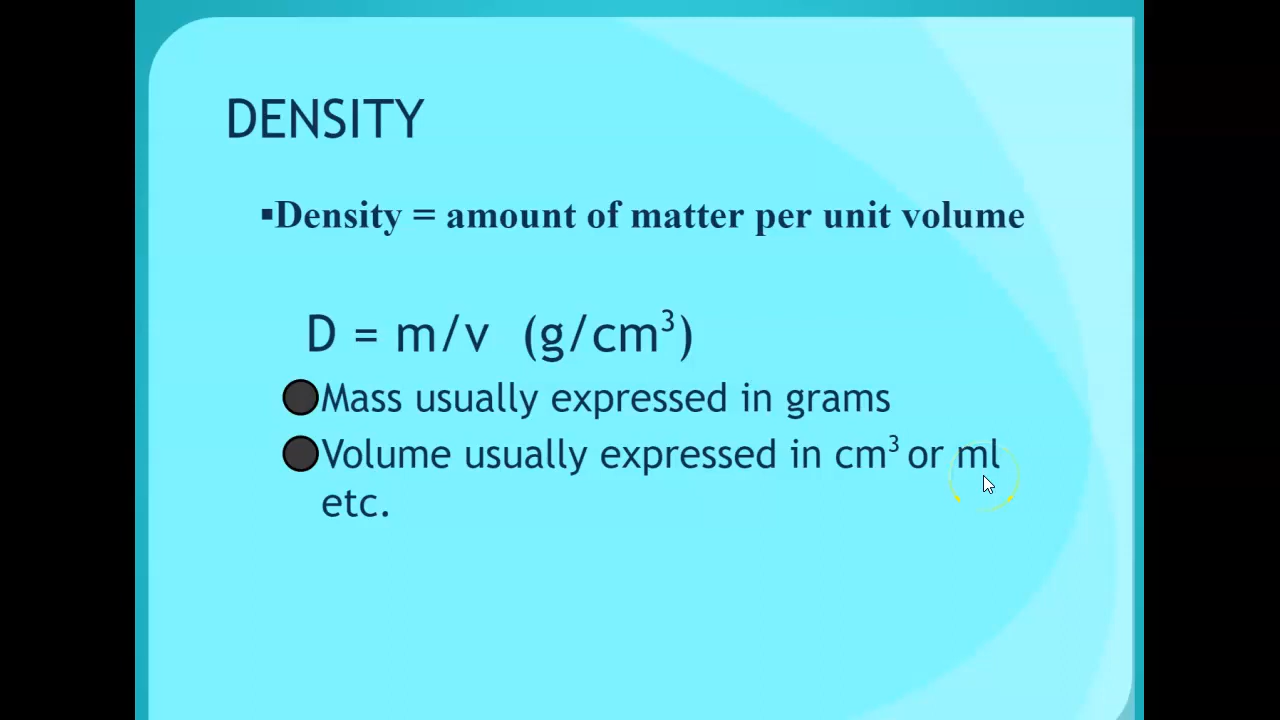 DENSITY
▪Density = amount of matter per unit volume
D = m/v (g/cm³)
Mass usually expressed in grams
Volume usually expressed in cm³ or ml
etc.